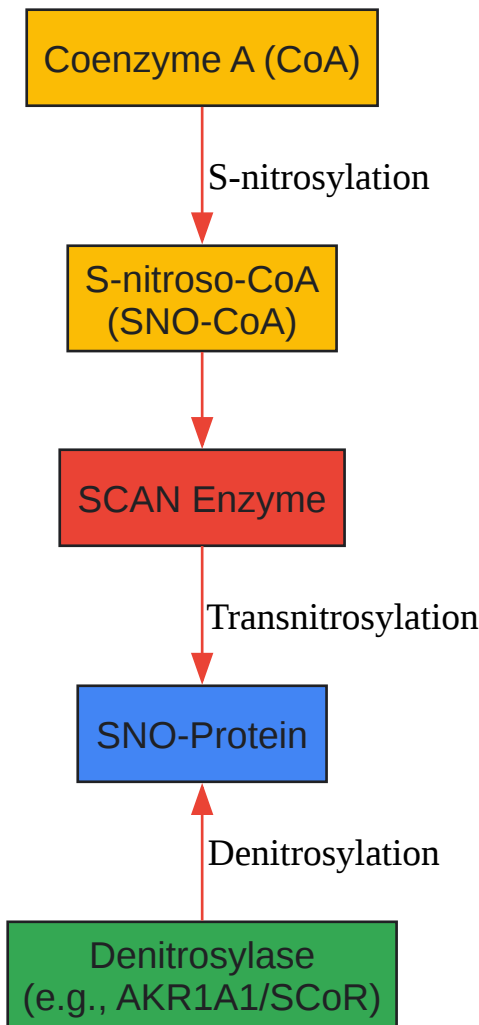 Coenzyme A (CoA)
S-nitrosylation
S-nitroso-CoA
(SNO-CoA)
SCAN Enzyme
Transnitrosylation
SNO-Protein
Denitrosylation
Denitrosylase
(e.g., AKR1A1/SCoR)